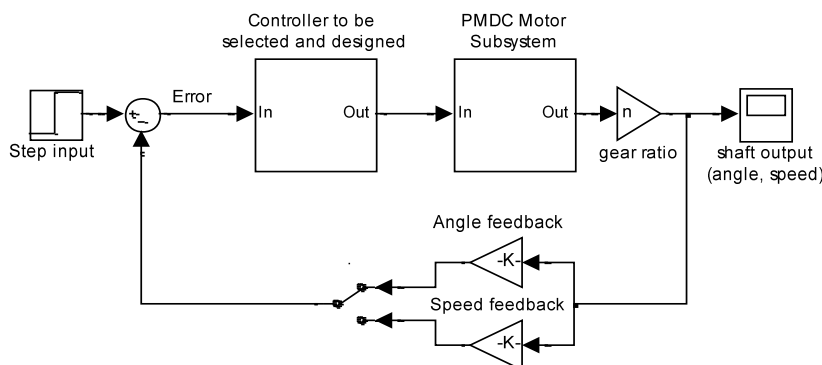 Controller to be
selected and designed
PMDC Motor
Subsystem
Error
+-
In
Out
In
Out
n
Step input
gear ratio
shaft output
(angle, speed)
Angle feedback
-K-
Speed feedback
-K-